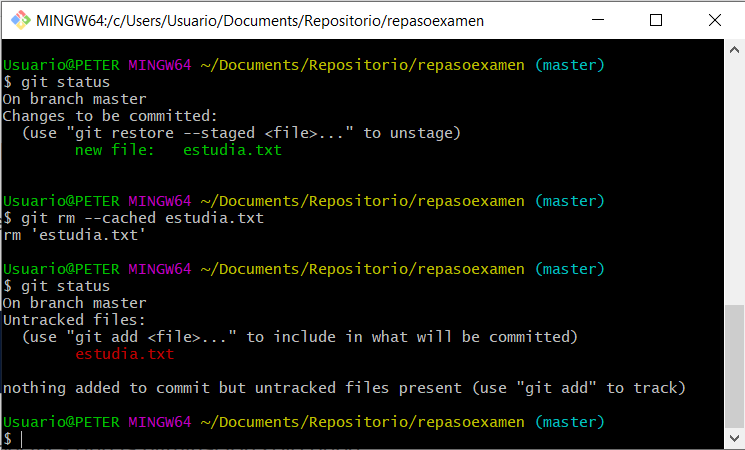 MINGW64:/c/Users/Usuario/Documents/Repositorio/repasoexamen
Usuario@PETER MINGW64 ~/Documents/Repositorio/repasoexamen (master)
$ git status
On branch master
Changes to be committed:
  (use "git restore --staged <file>..." to unstage)
        new file:   estudia.txt
Usuario@PETER MINGW64 ~/Documents/Repositorio/repasoexamen (master)
$ git rm --cached estudia.txt
rm 'estudia.txt'
Usuario@PETER MINGW64 ~/Documents/Repositorio/repasoexamen (master)
$ git status
On branch master
Untracked files:
  (use "git add <file>..." to include in what will be committed)
        estudia.txt
nothing added to commit but untracked files present (use "git add" to track)
Usuario@PETER MINGW64 ~/Documents/Repositorio/repasoexamen (master)
$